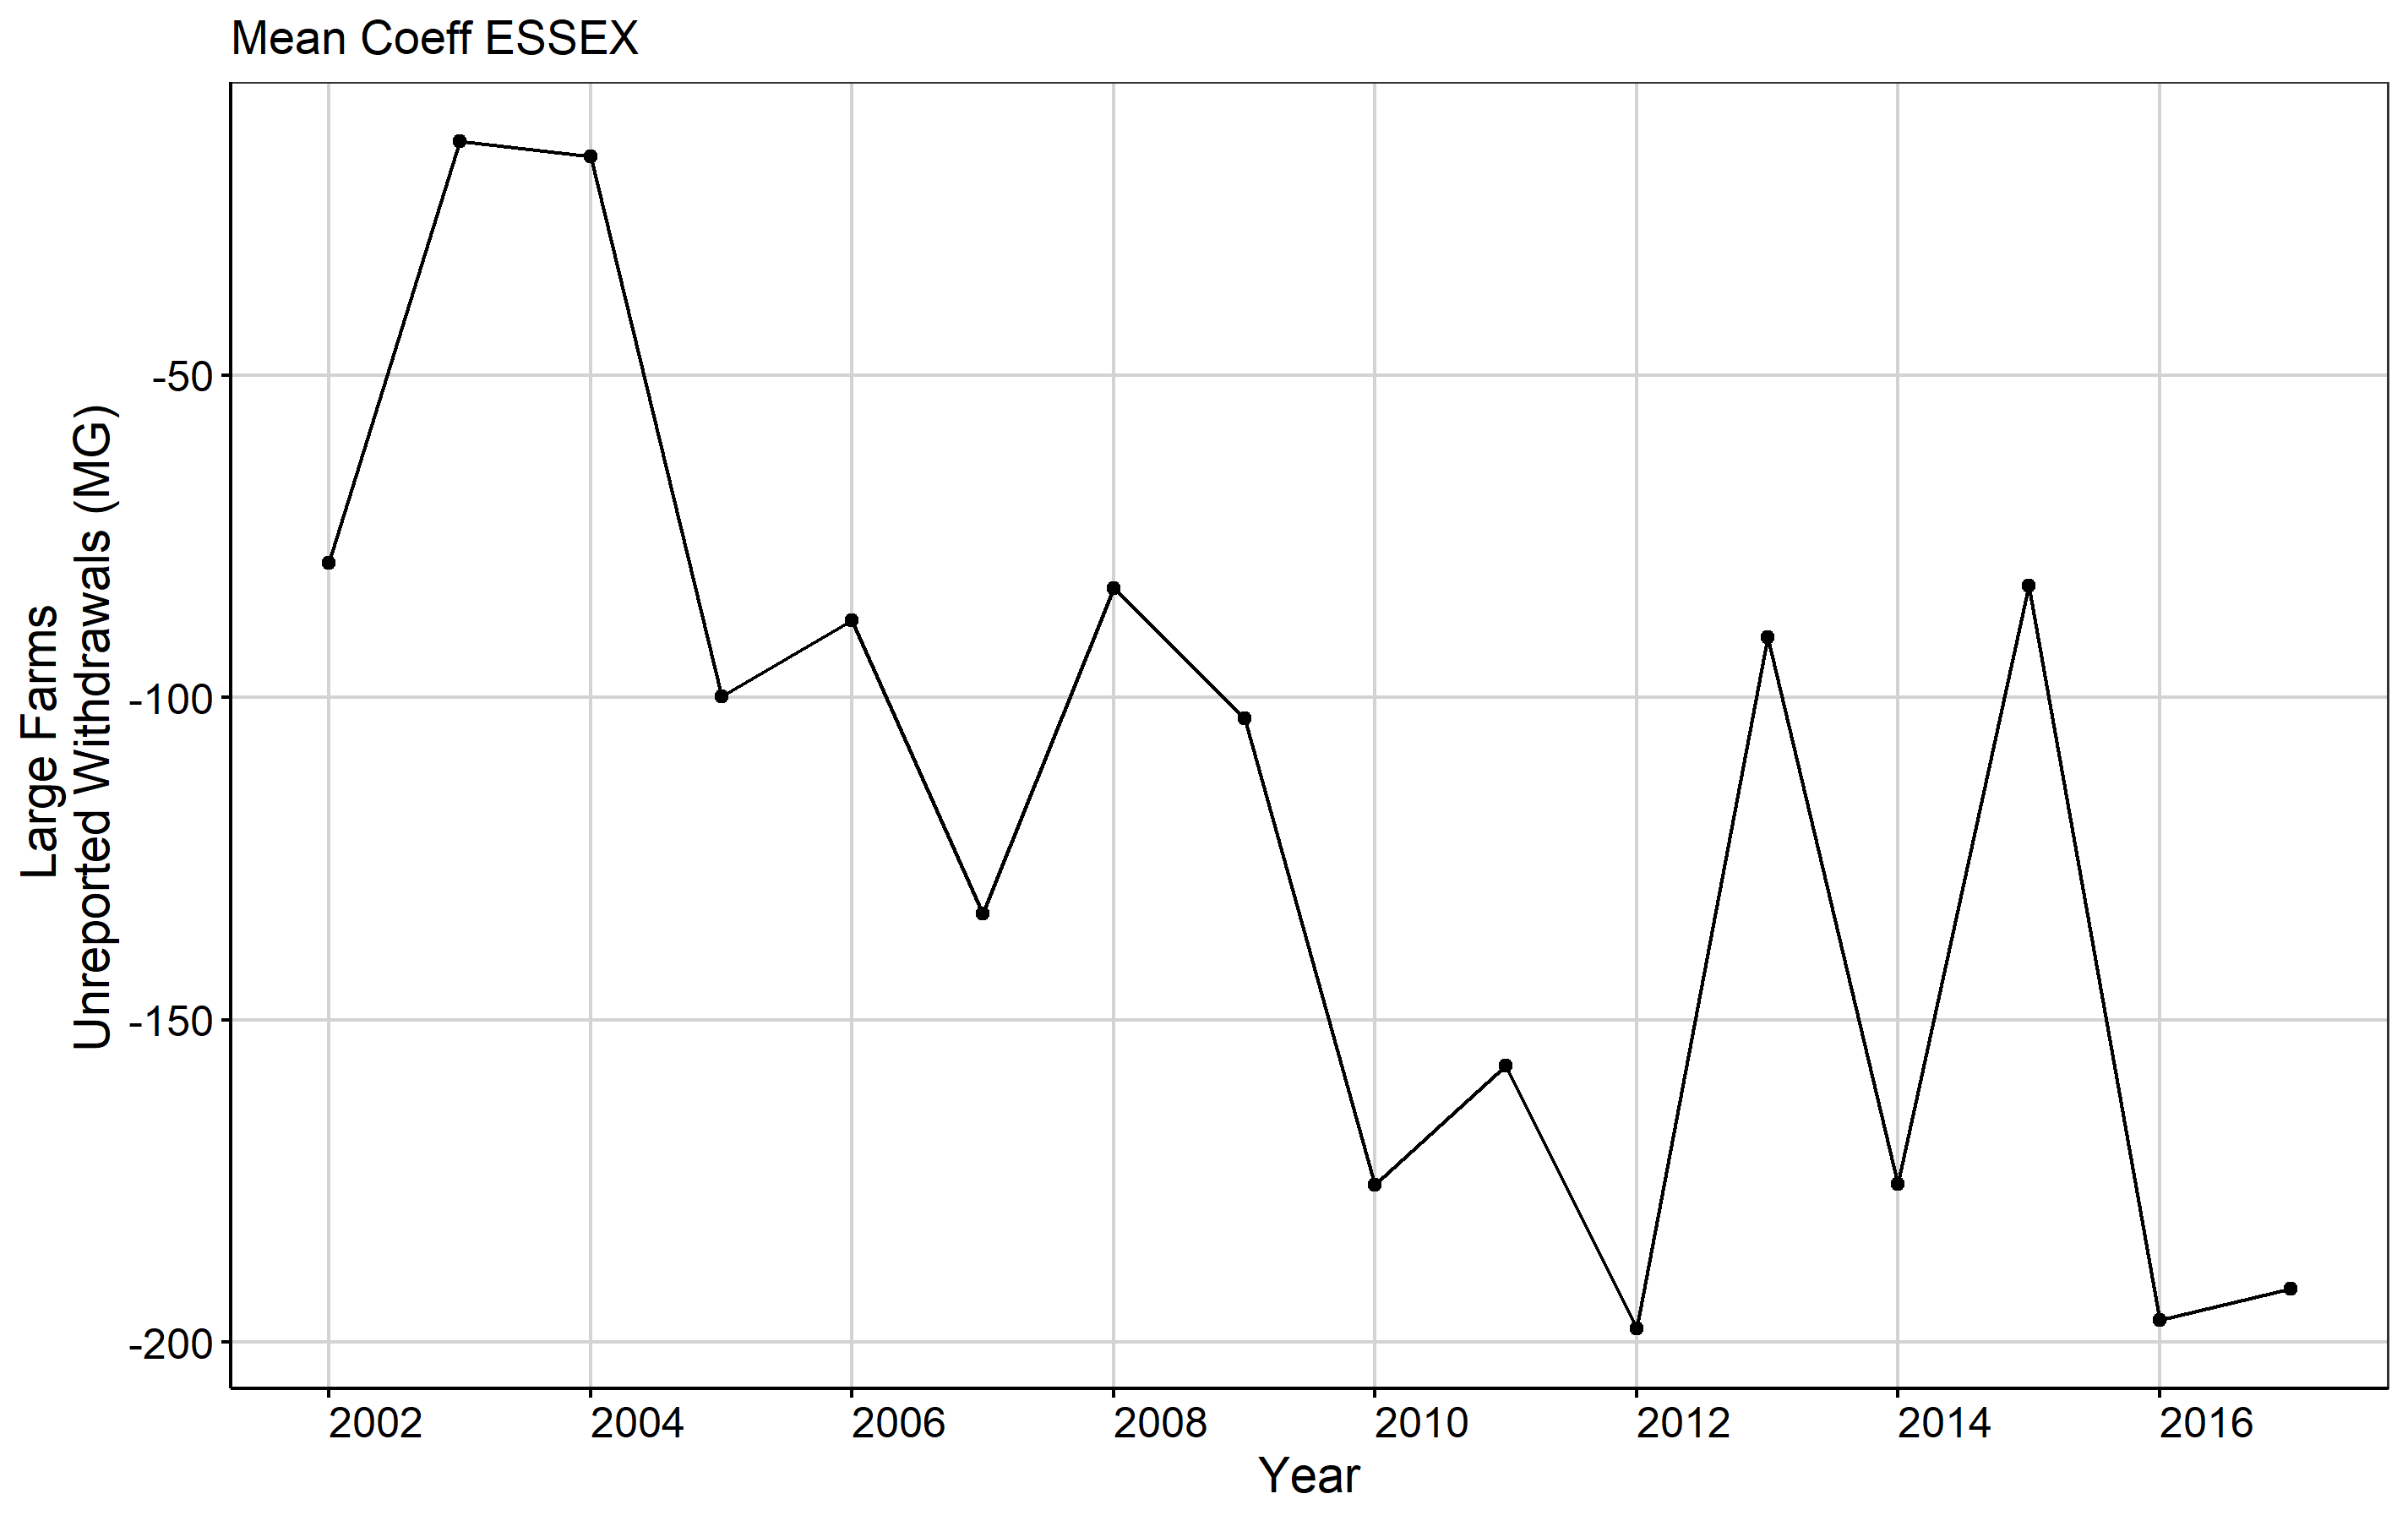 Mean Coeff ESSEX
Large Farms
Unreported Withdrawals (MG)
-50
-100
-150
-200
2002 2004 2006 2008 2010 2012 2014 2016
Year